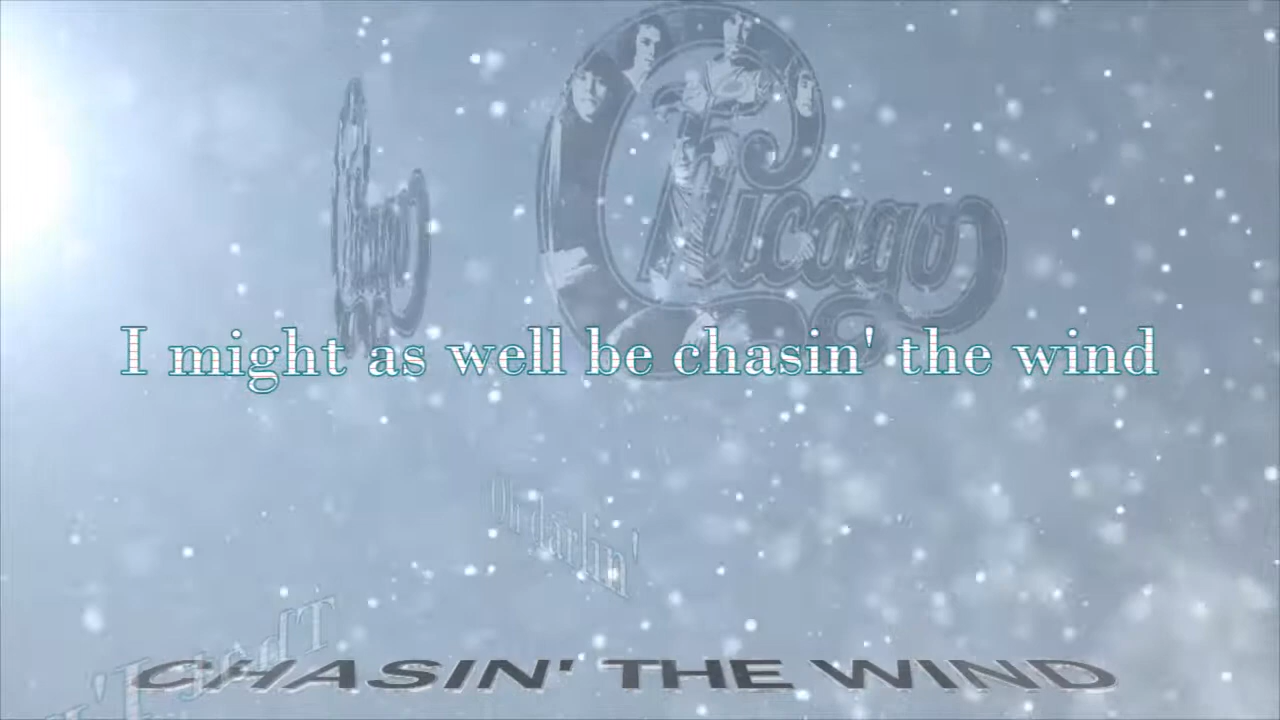 Chicago
I might as well be chasin' the wind
Oh darlin'
CHASIN' THE WIND